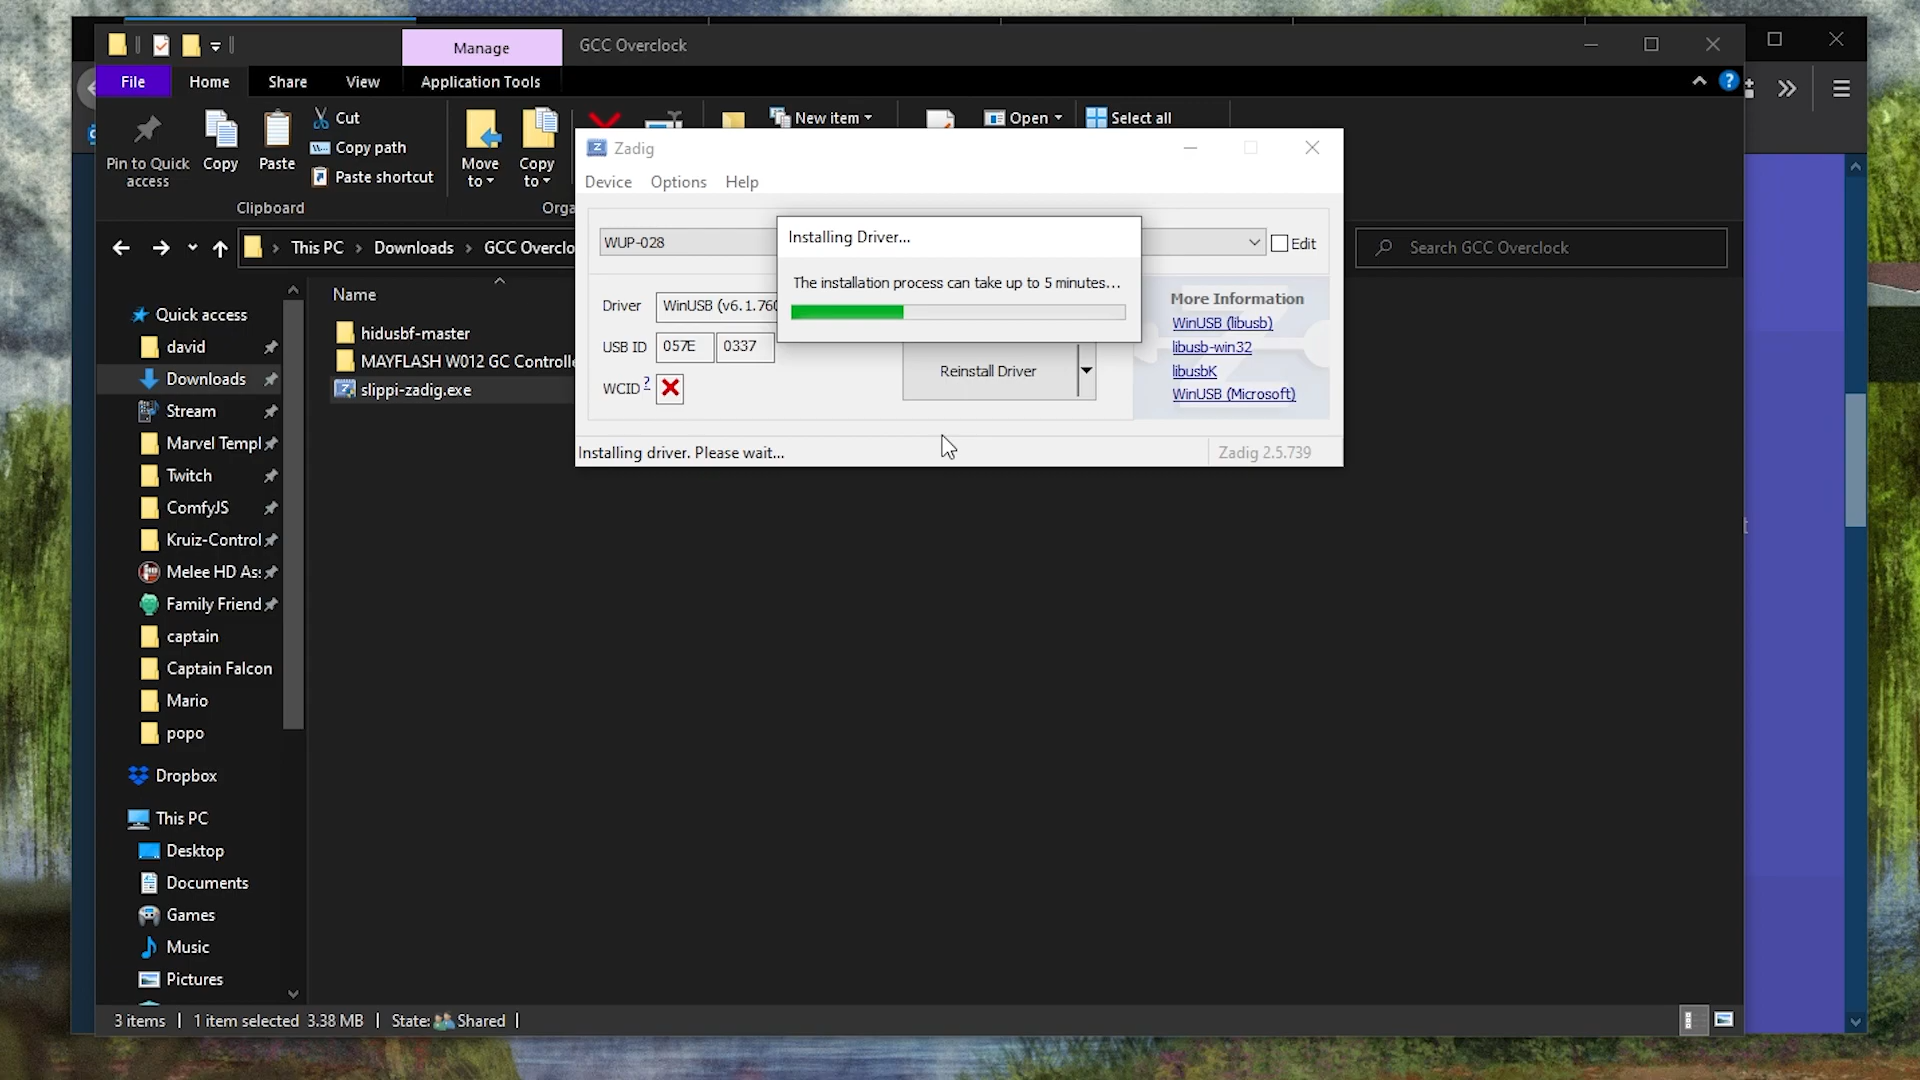 Manage
GCC Overclock
File
Home
Share
View
Application Tools
Pin to Quick access
Copy
Paste
Cut
Copy path
Paste shortcut
Move to
Copy to
New item
Open
Select all
Clipboard
Orga
This PC > Downloads > GCC Overclo
Search GCC Overclock
Name
hidusbf-master
MAYFLASH W012 GC Controlle
slippi-zadig.exe
Quick access
david
Downloads
Stream
Marvel Templ
Twitch
ComfyJS
Kruiz-Control
Melee HD As
Family Friend
captain
Captain Falcon
Mario
popo
Dropbox
This PC
Desktop
Documents
Games
Music
Pictures
3 items
1 item selected 3.38 MB
State: Shared
Zadig
Device Options Help
WUP-028
Edit
Installing Driver...
The installation process can take up to 5 minutes...
Driver
WinUSB (v6.1.760
USB ID
057E
0337
WCID ?
Reinstall Driver
More Information
WinUSB (libusb)
libusb-win32
libusbK
WinUSB (Microsoft)
Installing driver. Please wait...
Zadig 2.5.739